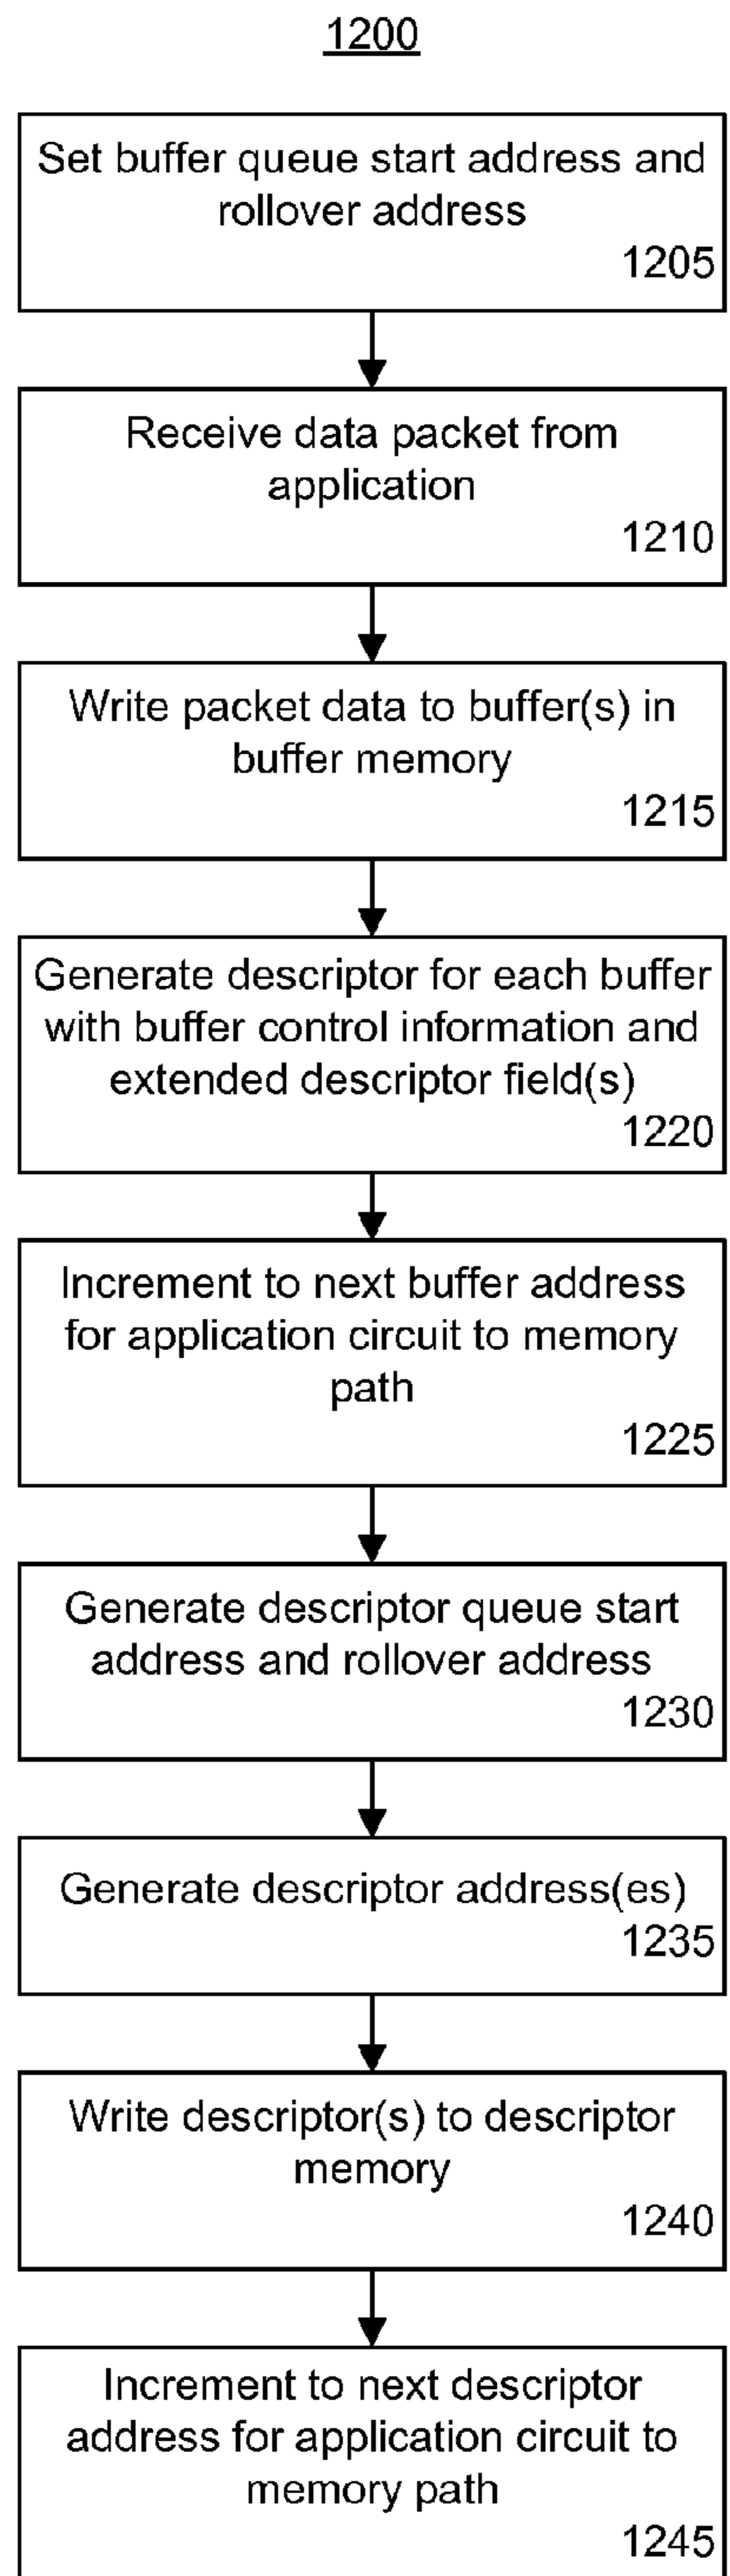 1200
Set buffer queue start address and
rollover address
1205
Receive data packet from
application
1210
Write packet data to buffer(s) in
buffer memory
1215
Generate descriptor for each buffer
with buffer control information and
extended descriptor field(s)
1220
Increment to next buffer address
for application circuit to memory
path
1225
Generate descriptor queue start
address and rollover address
1230
Generate descriptor address(es)
1235
Write descriptor(s) to descriptor
memory
1240
Increment to next descriptor
address for application circuit to
memory path
1245